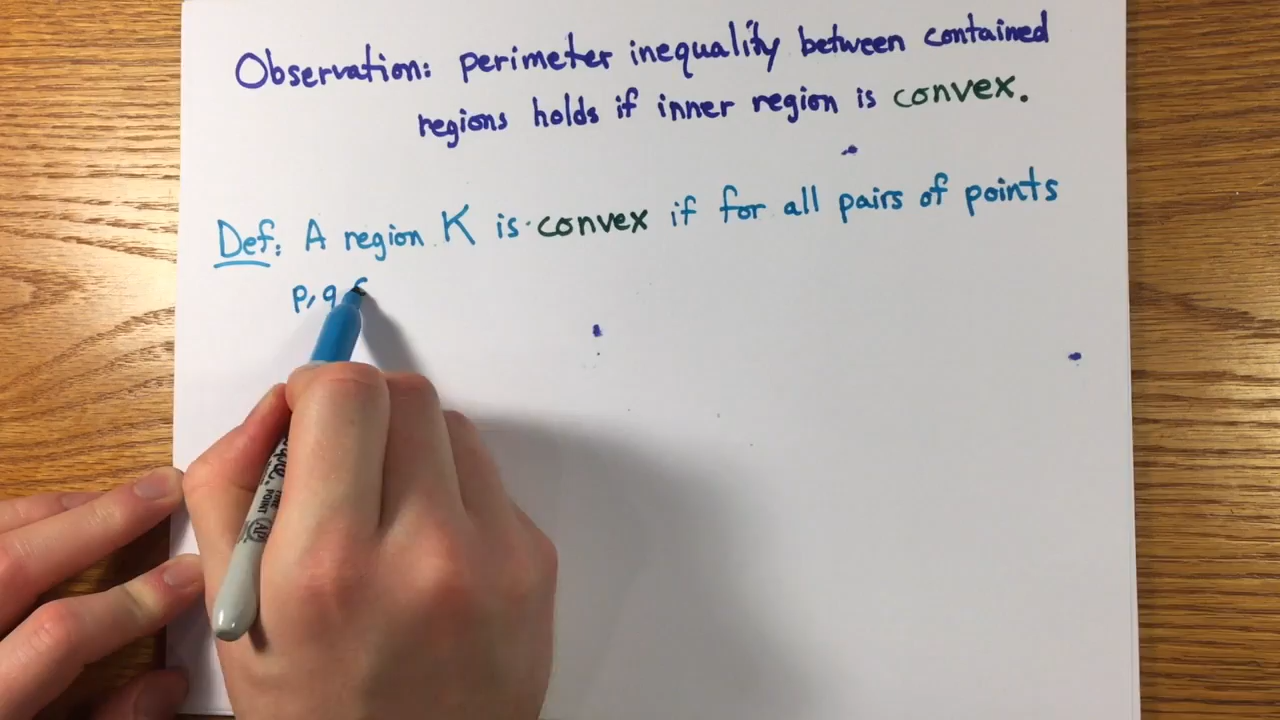 Observation: perimeter inequality between contained
regions holds if inner region is convex.
Def: A region K is convex if for all pairs of points
p, q
POINT